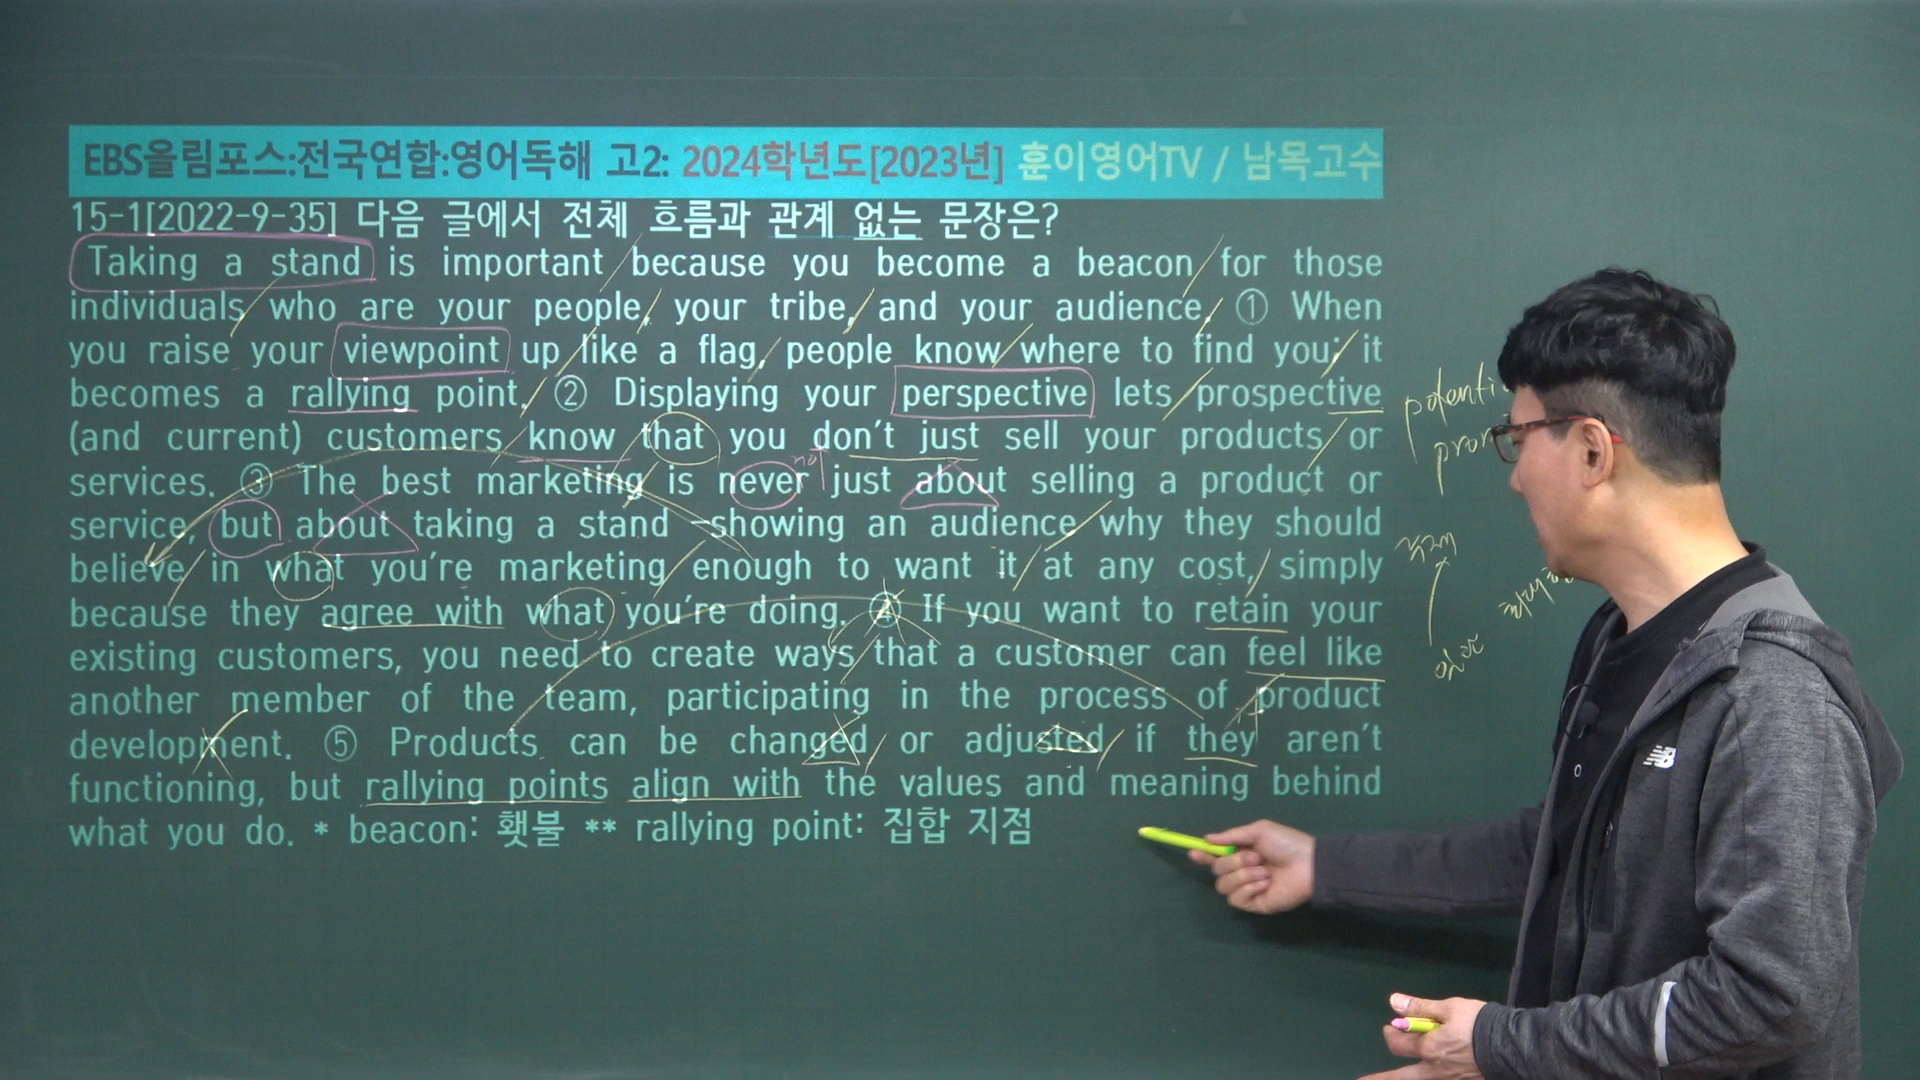 EBS올림포스:전국연합:영어독해 고2: 2024학년도[2023년] 훈이영어TV / 남목고수
15-1[2022-9-35] 다음 글에서 전체 흐름과 관계 없는 문장은?
Taking a stand is important because you become a beacon for those
individuals who are your people, your tribe, and your audience. ① When
you raise your viewpoint up like a flag, people know where to find you; it
becomes a rallying point. ② Displaying your perspective lets prospective
(and current) customers know that you don't just sell your products or
services. ③ The best marketing is never just about selling a product or
service, but about taking a stand —showing an audience why they should
believe in what you're marketing enough to want it at any cost, simply
because they agree with what you're doing. ④ If you want to retain your
existing customers, you need to create ways that a customer can feel like
another member of the team, participating in the process of product
development. ⑤ Products can be changed or adjusted if they aren't
functioning, but rallying points align with the values and meaning behind
what you do. * beacon: 횃불 ** rallying point: 집합 지점
not
potenti